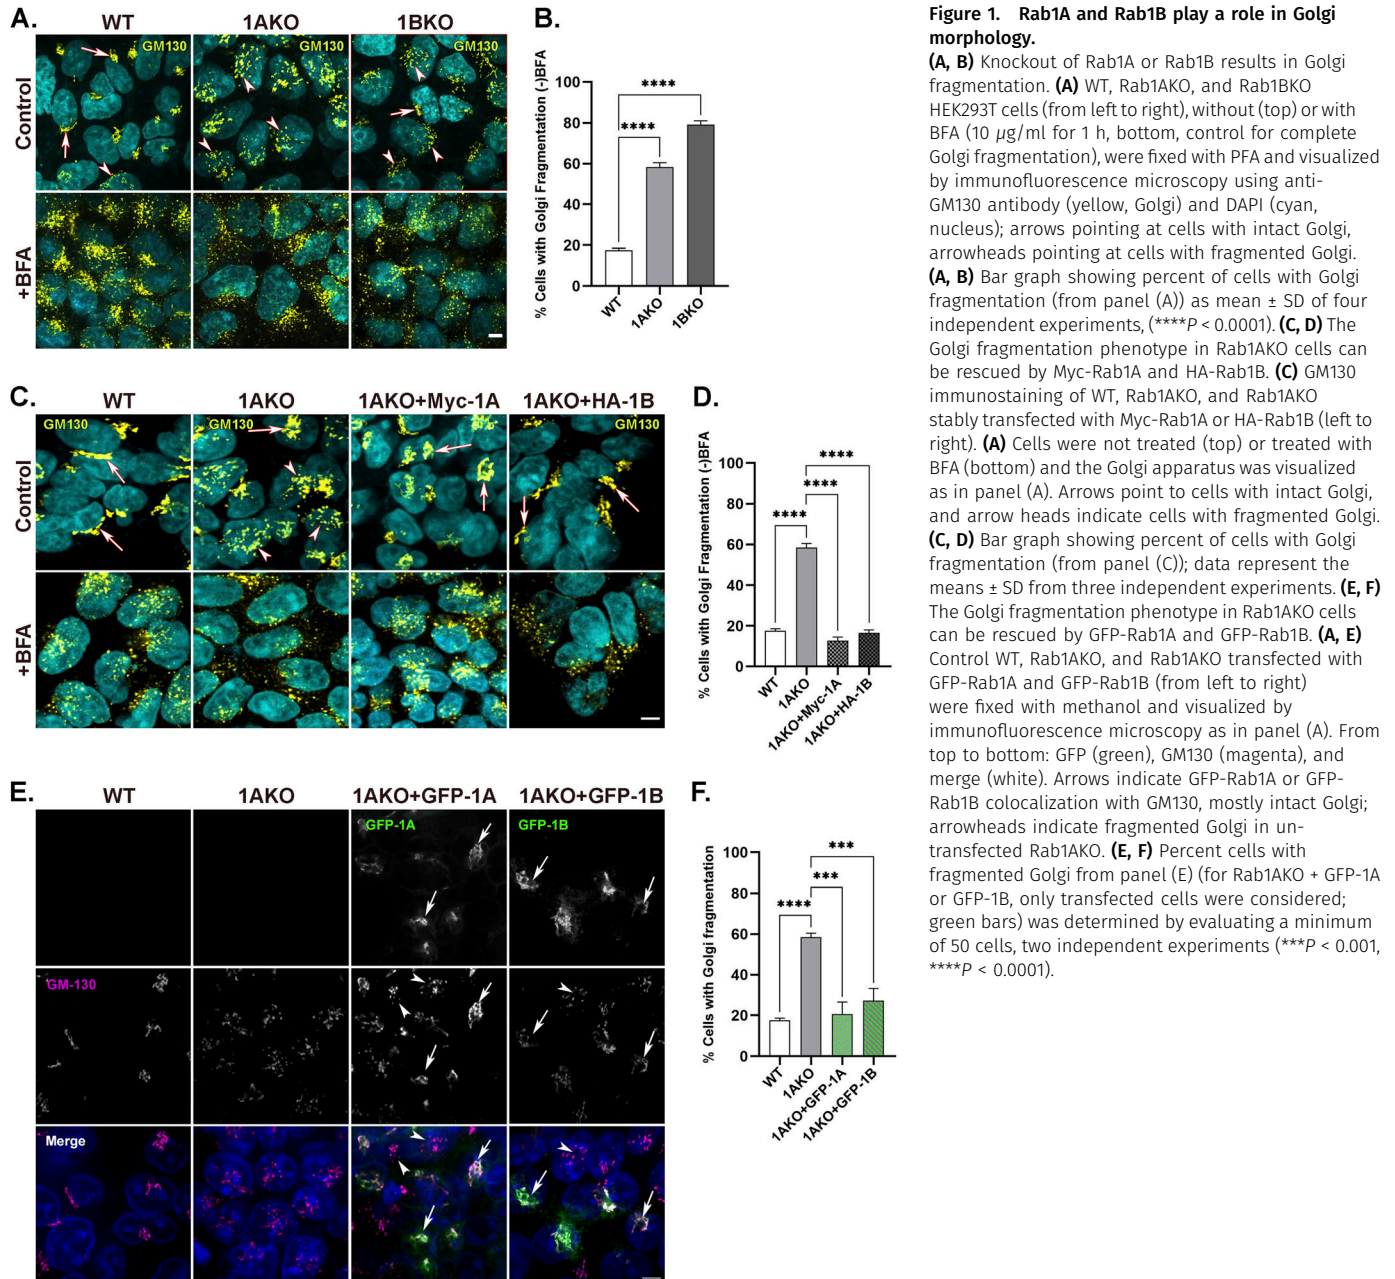 A.
WT
1AKO
1BKO
Control
GM130
GM130
GM130
+BFA
B.
% Cells with Golgi Fragmentation (-)BFA
100
80
60
40
20
0
****
****
WT
1AKO
1BKO
C.
WT
1AKO
1AKO+Myc-1A
1AKO+HA-1B
Control
GM130
GM130
GM130
+BFA
D.
% Cells with Golgi Fragmentation (-)BFA
100
80
60
40
20
0
****
****
****
WT
1AKO
1AKO+Myc-1A
1AKO+HA-1B
E.
WT
1AKO
1AKO+GFP-1A
1AKO+GFP-1B
GFP-1A
GFP-1B
GM-130
Merge
F.
% Cells with Golgi fragmentation
100
80
60
40
20
0
***
***
****
WT
1AKO
1AKO+GFP-1A
1AKO+GFP-1B
Figure 1. Rab1A and Rab1B play a role in Golgi
morphology.
(A, B) Knockout of Rab1A or Rab1B results in Golgi
fragmentation. (A) WT, Rab1AKO, and Rab1BKO
HEK293T cells (from left to right), without (top) or with
BFA (10 µg/ml for 1 h, bottom, control for complete
Golgi fragmentation), were fixed with PFA and visualized
by immunofluorescence microscopy using anti-
GM130 antibody (yellow, Golgi) and DAPI (cyan,
nucleus); arrows pointing at cells with intact Golgi,
arrowheads pointing at cells with fragmented Golgi.
(A, B) Bar graph showing percent of cells with Golgi
fragmentation (from panel (A)) as mean ± SD of four
independent experiments, (****P < 0.0001). (C, D) The
Golgi fragmentation phenotype in Rab1AKO cells can
be rescued by Myc-Rab1A and HA-Rab1B. (C) GM130
immunostaining of WT, Rab1AKO, and Rab1AKO
stably transfected with Myc-Rab1A or HA-Rab1B (left to
right). (A) Cells were not treated (top) or treated with
BFA (bottom) and the Golgi apparatus was visualized
as in panel (A). Arrows point to cells with intact Golgi,
and arrow heads indicate cells with fragmented Golgi.
(C, D) Bar graph showing percent of cells with Golgi
fragmentation (from panel (C)); data represent the
means ± SD from three independent experiments. (E, F)
The Golgi fragmentation phenotype in Rab1AKO cells
can be rescued by GFP-Rab1A and GFP-Rab1B. (A, E)
Control WT, Rab1AKO, and Rab1AKO transfected with
GFP-Rab1A and GFP-Rab1B (from left to right)
were fixed with methanol and visualized by
immunofluorescence microscopy as in panel (A). From
top to bottom: GFP (green), GM130 (magenta), and
merge (white). Arrows indicate GFP-Rab1A or GFP-
Rab1B colocalization with GM130, mostly intact Golgi;
arrowheads indicate fragmented Golgi in un-
transfected Rab1AKO. (E, F) Percent cells with
fragmented Golgi from panel (E) (for Rab1AKO + GFP-1A
or GFP-1B, only transfected cells were considered;
green bars) was determined by evaluating a minimum
of 50 cells, two independent experiments (***P < 0.001,
****P < 0.0001).